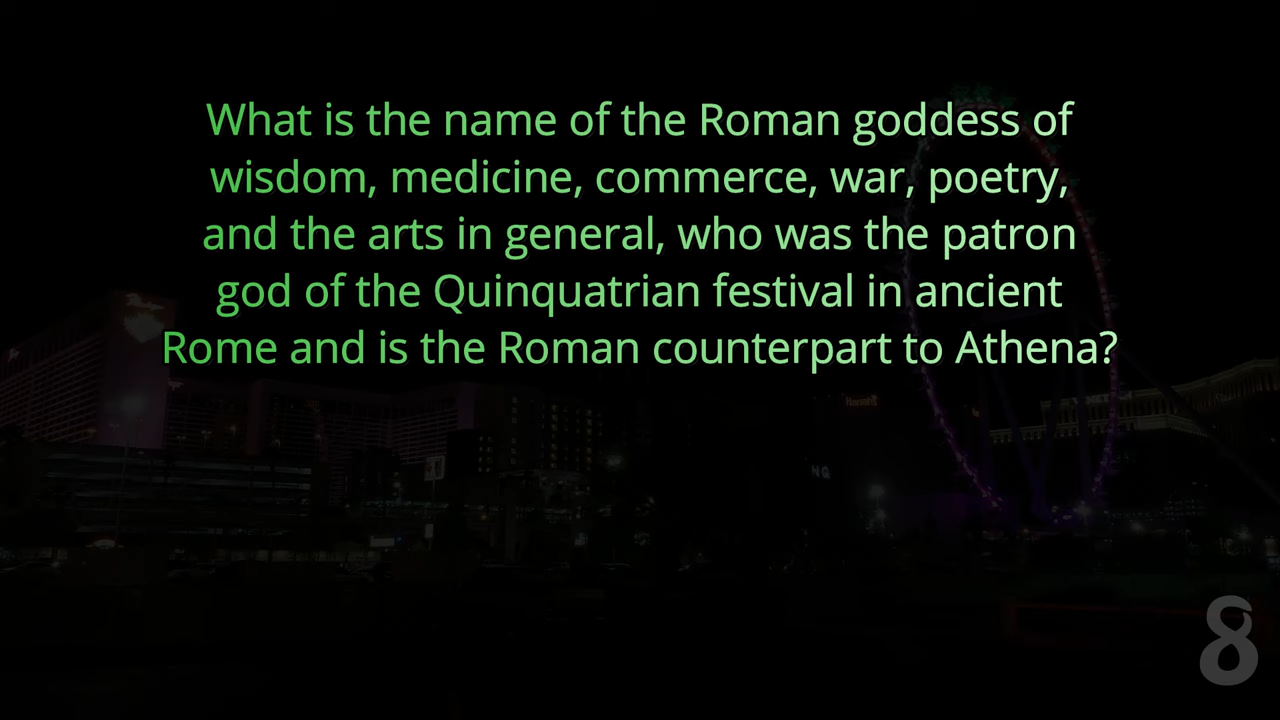 What is the name of the Roman goddess of
wisdom, medicine, commerce, war, poetry,
and the arts in general, who was the patron
god of the Quinquatrian festival in ancient
Rome and is the Roman counterpart to Athena?
Harrah's
NG
8